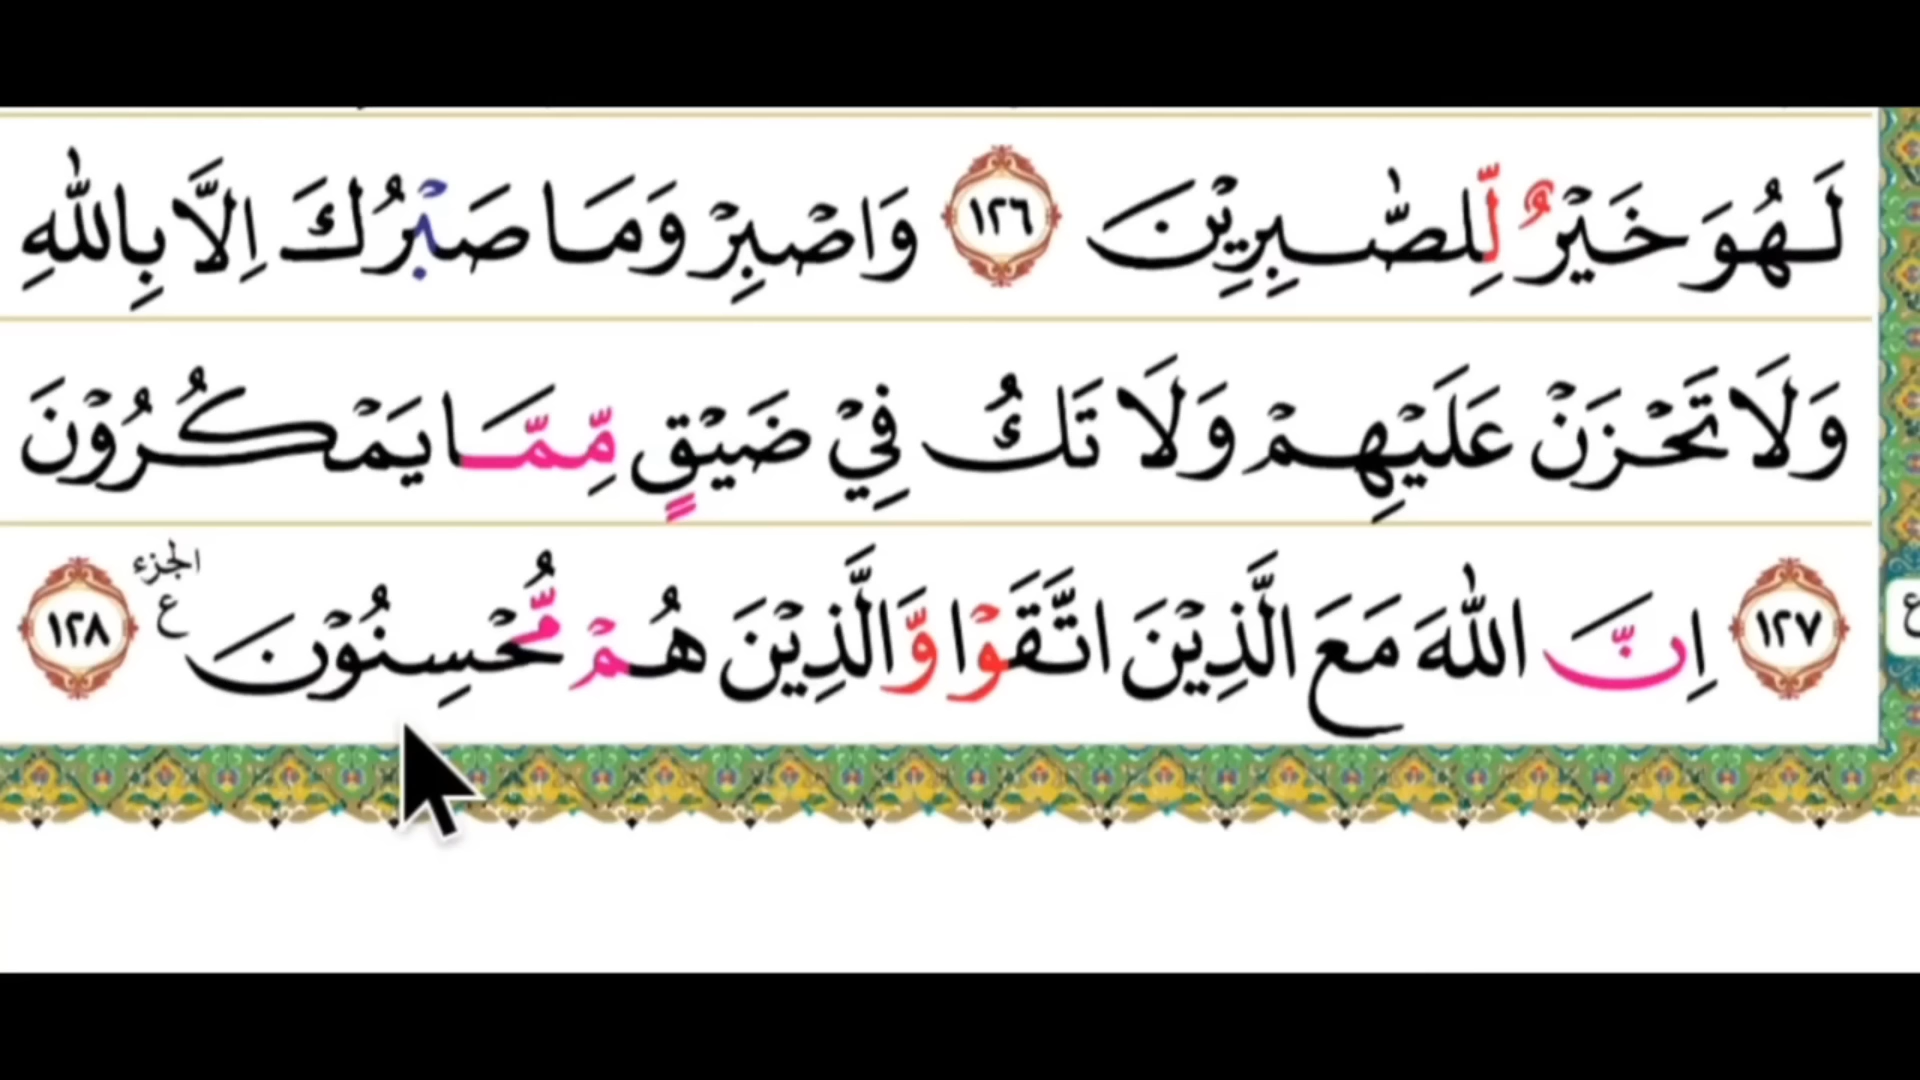 لَهُوَ خَيْرٌ لِّلصّٰبِرِيْنَ ١٢٦ وَاصْبِرْ وَمَا صَبْرُكَ اِلَّا بِاللّٰهِ
وَلَا تَحْزَنْ عَلَيْهِمْ وَلَا تَكُ فِيْ ضَيْقٍ مِّمَّا يَمْكُرُوْنَ
١٢٧ اِنَّ اللّٰهَ مَعَ الَّذِيْنَ اتَّقَوْا وَّالَّذِيْنَ هُمْ مُّحْسِنُوْنَ ع الجزء ١٢٨
ع